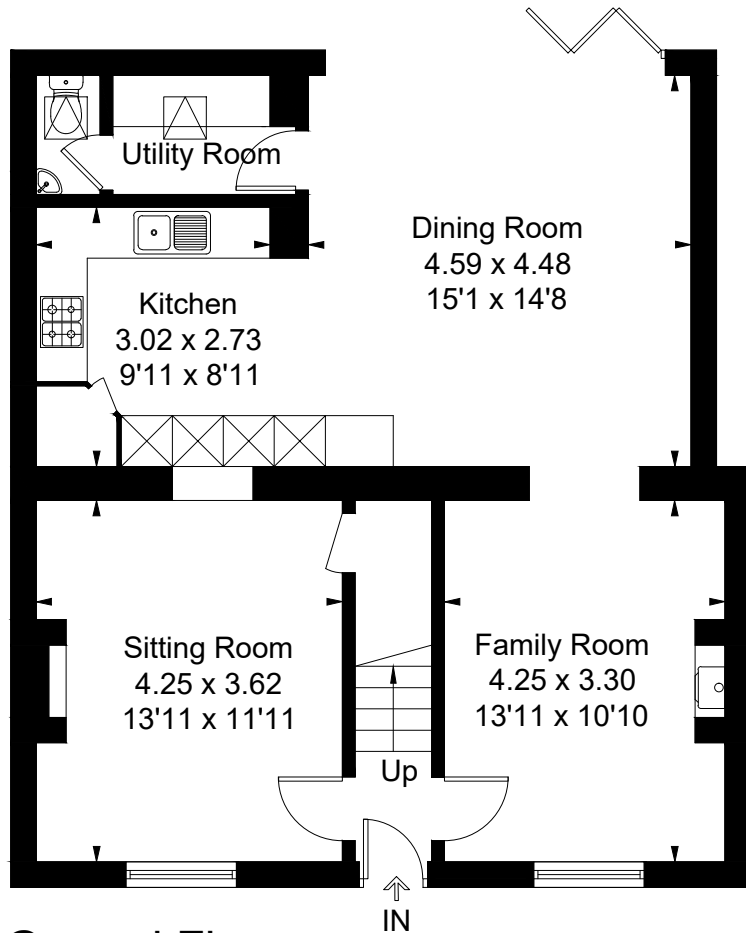 Utility Room
Dining Room
4.59 x 4.48
15'1 x 14'8
Kitchen
3.02 x 2.73
9'11 x 8'11
Sitting Room
4.25 x 3.62
13'11 x 11'11
Family Room
4.25 x 3.30
13'11 x 10'10
Up
IN